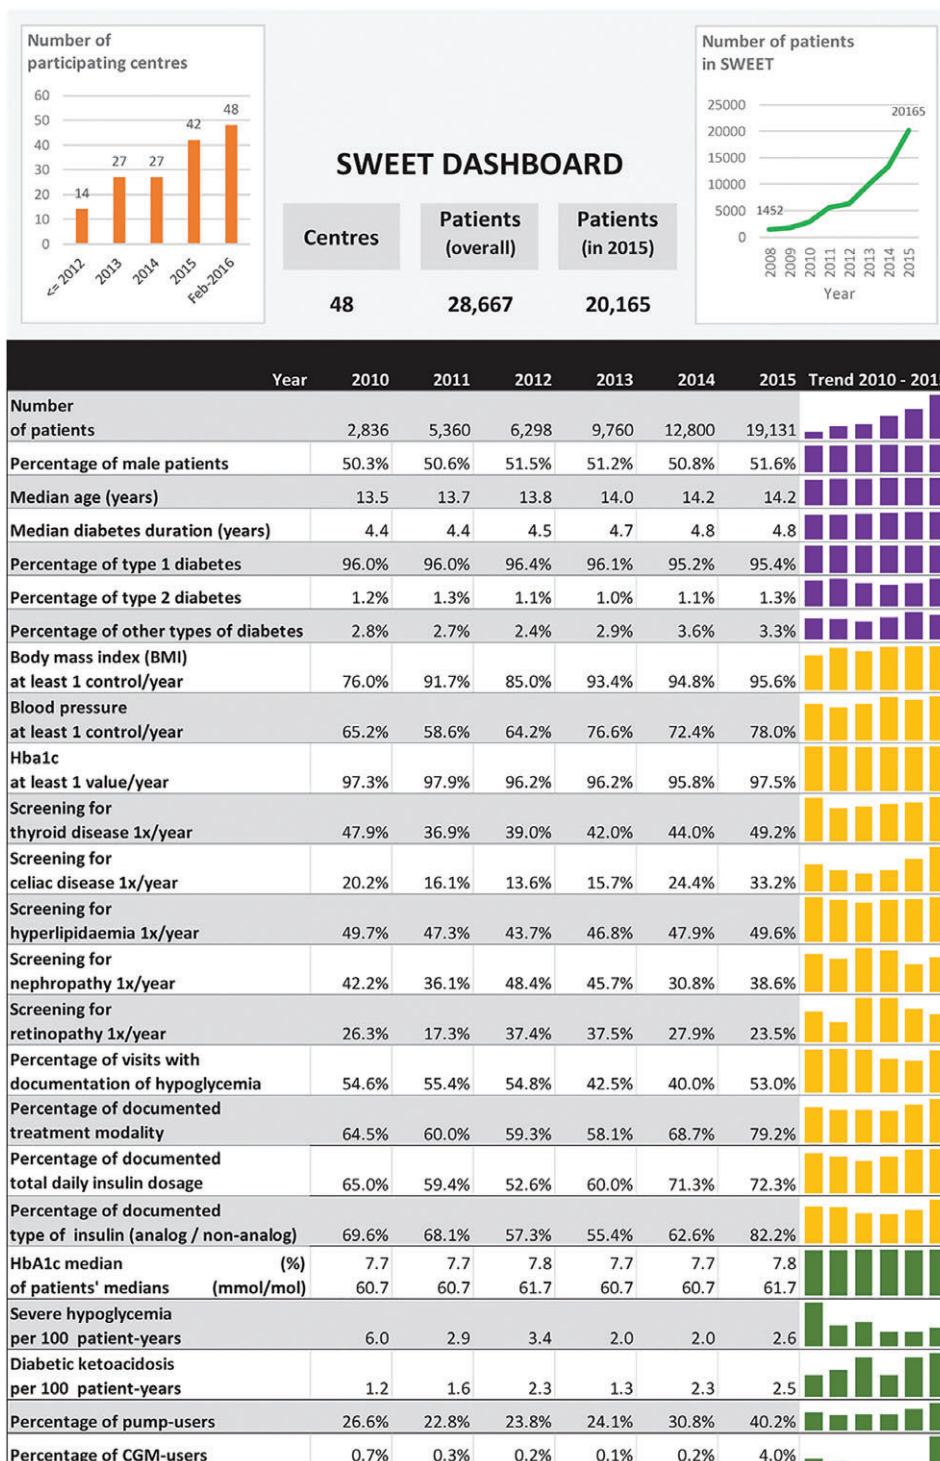 Number of
participating centres
60
50
40
30
20
10
0
14
27
27
42
48
<= 2012
2013
2014
2015
Feb-2016
SWEET DASHBOARD
Centres
Patients
(overall)
Patients
(in 2015)
48
28,667
20,165
Number of patients
in SWEET
25000
20000
15000
10000
5000
0
1452
20165
2008
2009
2010
2011
2012
2013
2014
2015
Year
Year 2010 2011 2012 2013 2014 2015 Trend 2010 - 201
Number
of patients 2,836 5,360 6,298 9,760 12,800 19,131
Percentage of male patients 50.3% 50.6% 51.5% 51.2% 50.8% 51.6%
Median age (years) 13.5 13.7 13.8 14.0 14.2 14.2
Median diabetes duration (years) 4.4 4.4 4.5 4.7 4.8 4.8
Percentage of type 1 diabetes 96.0% 96.0% 96.4% 96.1% 95.2% 95.4%
Percentage of type 2 diabetes 1.2% 1.3% 1.1% 1.0% 1.1% 1.3%
Percentage of other types of diabetes 2.8% 2.7% 2.4% 2.9% 3.6% 3.3%
Body mass index (BMI)
at least 1 control/year 76.0% 91.7% 85.0% 93.4% 94.8% 95.6%
Blood pressure
at least 1 control/year 65.2% 58.6% 64.2% 76.6% 72.4% 78.0%
Hba1c
at least 1 value/year 97.3% 97.9% 96.2% 96.2% 95.8% 97.5%
Screening for
thyroid disease 1x/year 47.9% 36.9% 39.0% 42.0% 44.0% 49.2%
Screening for
celiac disease 1x/year 20.2% 16.1% 13.6% 15.7% 24.4% 33.2%
Screening for
hyperlipidaemia 1x/year 49.7% 47.3% 43.7% 46.8% 47.9% 49.6%
Screening for
nephropathy 1x/year 42.2% 36.1% 48.4% 45.7% 30.8% 38.6%
Screening for
retinopathy 1x/year 26.3% 17.3% 37.4% 37.5% 27.9% 23.5%
Percentage of visits with
documentation of hypoglycemia 54.6% 55.4% 54.8% 42.5% 40.0% 53.0%
Percentage of documented
treatment modality 64.5% 60.0% 59.3% 58.1% 68.7% 79.2%
Percentage of documented
total daily insulin dosage 65.0% 59.4% 52.6% 60.0% 71.3% 72.3%
Percentage of documented
type of insulin (analog / non-analog) 69.6% 68.1% 57.3% 55.4% 62.6% 82.2%
HbA1c median (%) 7.7 7.7 7.8 7.7 7.7 7.8
of patients' medians (mmol/mol) 60.7 60.7 61.7 60.7 60.7 61.7
Severe hypoglycemia
per 100 patient-years 6.0 2.9 3.4 2.0 2.0 2.6
Diabetic ketoacidosis
per 100 patient-years 1.2 1.6 2.3 1.3 2.3 2.5
Percentage of pump-users 26.6% 22.8% 23.8% 24.1% 30.8% 40.2%
Percentage of CGM-users 0.7% 0.3% 0.2% 0.1% 0.2% 4.0%